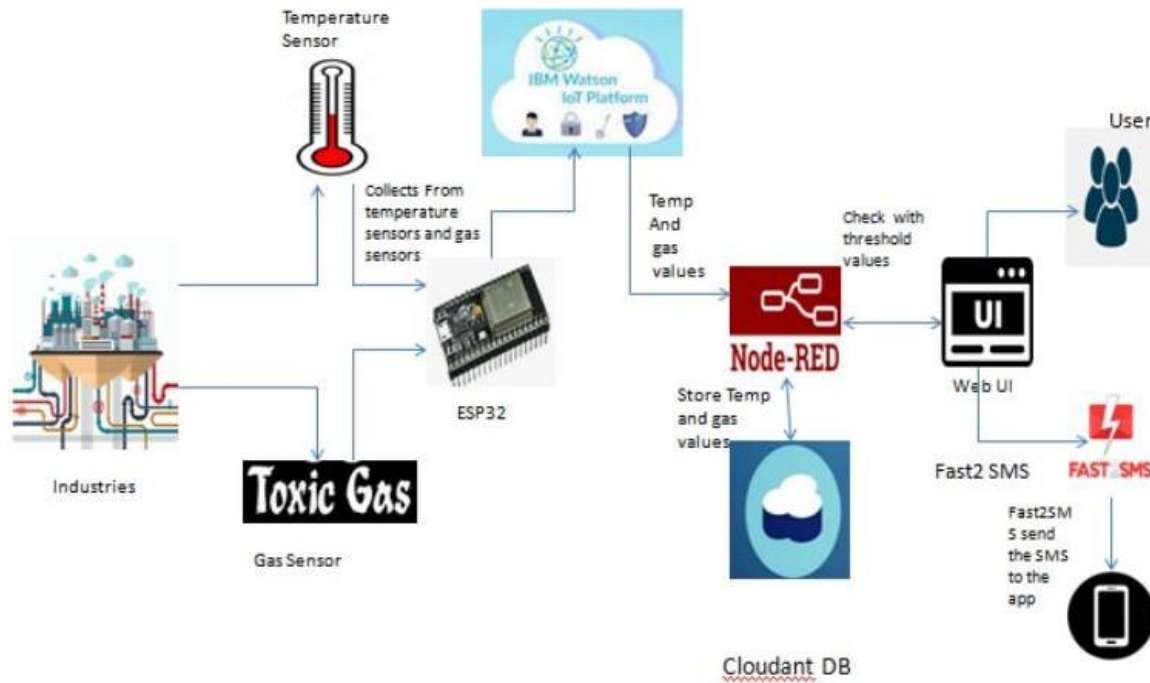 Temperature
Sensor
IBM Watson
IoT Platform
User
Collects From
temperature
sensors and gas
sensors
Temp
And
gas
values
Check with
threshold
values
UI
Node-RED
Web UI
ESP32
Store Temp
and gas
values
Industries
Toxic Gas
Gas Sensor
Fast2 SMS
FAST2SMS
Fast2SM
S send
the SMS
to the
app
Cloudant DB